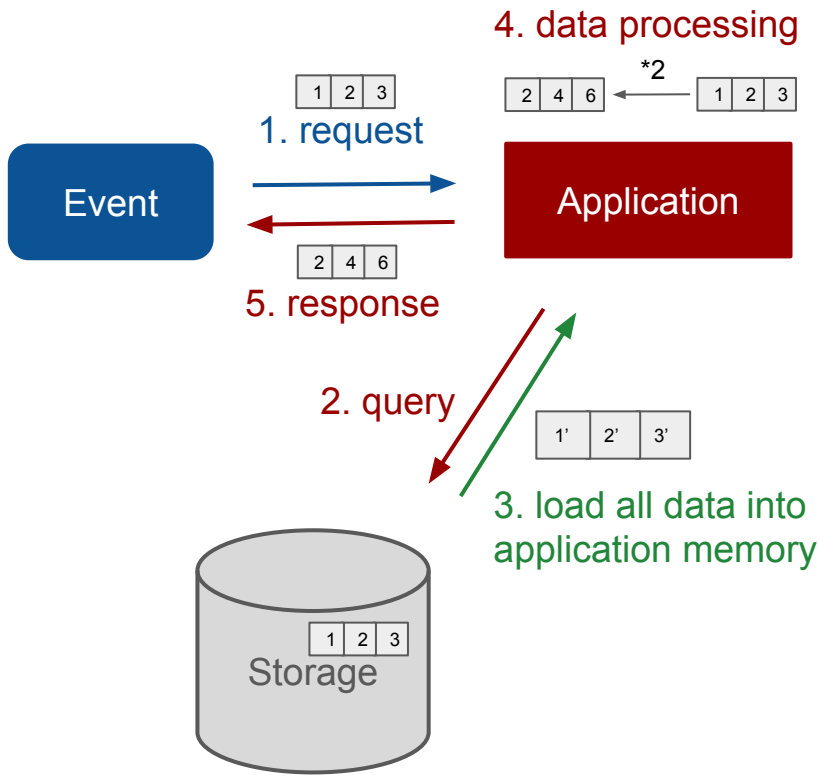 4. data processing
*2
1 2 3
2 4 6
1 2 3
1. request
Event
Application
2 4 6
5. response
2. query
1’ 2’ 3’
3. load all data into
application memory
1 2 3
Storage